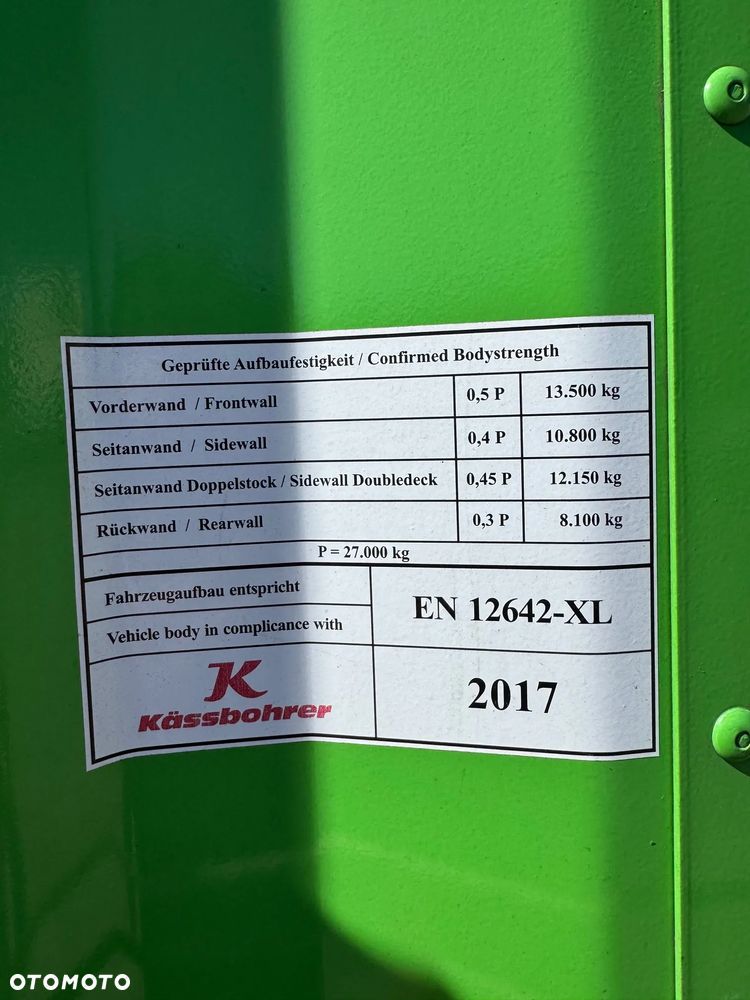 Geprüfte Aufbaufestigkeit / Confirmed Bodystrength
Vorderwand / Frontwall 0,5 P 13.500 kg
Seitanwand / Sidewall 0,4 P 10.800 kg
Seitanwand Doppelstock / Sidewall Doubledeck 0,45 P 12.150 kg
Rückwand / Rearwall 0,3 P 8.100 kg
P = 27.000 kg
Fahrzeugaufbau entspricht
Vehicle body in complicance with
EN 12642-XL
K
Kässbohrer
2017
OTOMOTO